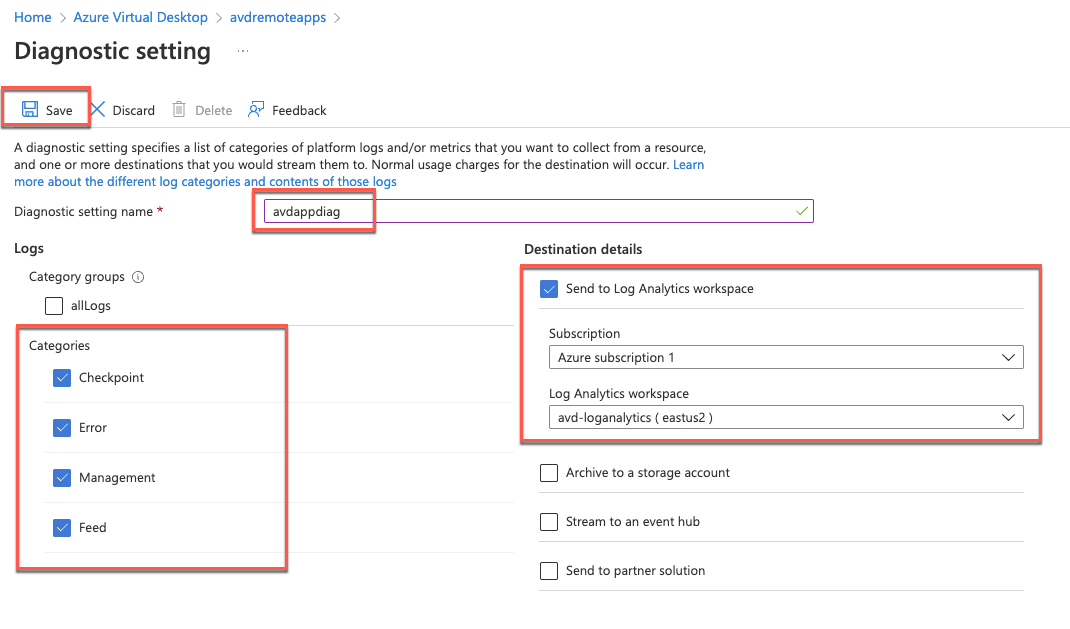 Home > Azure Virtual Desktop > avdremoteapps >
Diagnostic setting ...
Save Discard Delete Feedback
A diagnostic setting specifies a list of categories of platform logs and/or metrics that you want to collect from a resource,
and one or more destinations that you would stream them to. Normal usage charges for the destination will occur. Learn
more about the different log categories and contents of those logs
Diagnostic setting name *
avdappdiag
Logs
Category groups
allLogs
Categories
Checkpoint
Error
Management
Feed
Destination details
Send to Log Analytics workspace
Subscription
Azure subscription 1
Log Analytics workspace
avd-loganalytics ( eastus2 )
Archive to a storage account
Stream to an event hub
Send to partner solution